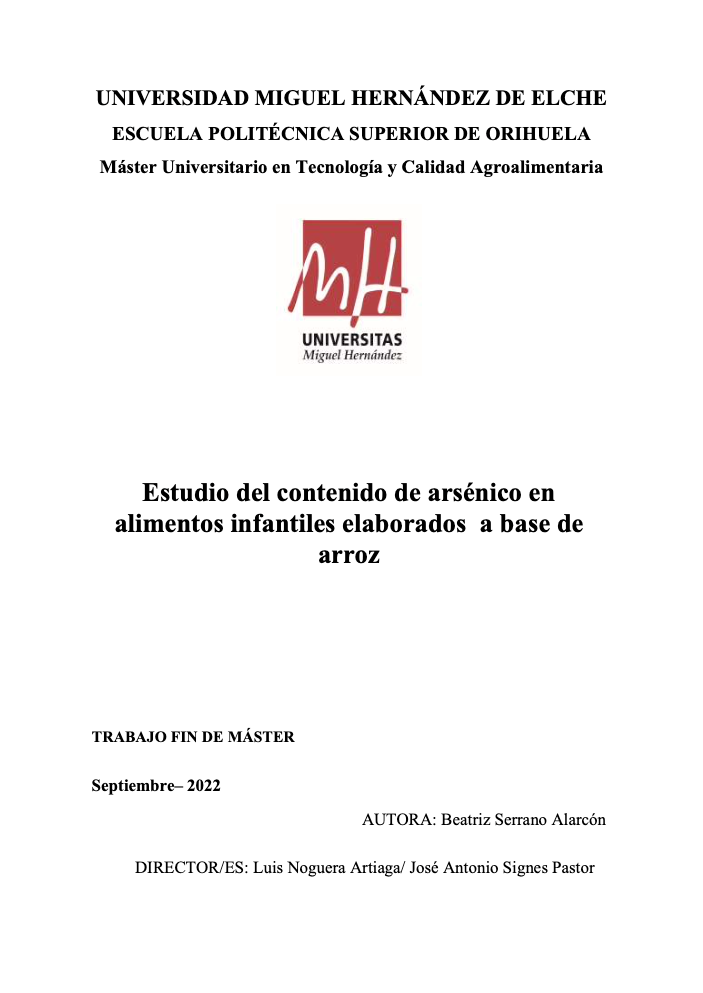 UNIVERSIDAD MIGUEL HERNÁNDEZ DE ELCHE
ESCUELA POLITÉCNICA SUPERIOR DE ORIHUELA
Máster Universitario en Tecnología y Calidad Agroalimentaria
MH
UNIVERSITAS
Miguel Hernández
Estudio del contenido de arsénico en
alimentos infantiles elaborados  a base de
arroz
TRABAJO FIN DE MÁSTER
Septiembre– 2022
AUTORA: Beatriz Serrano Alarcón
DIRECTOR/ES: Luis Noguera Artiaga/ José Antonio Signes Pastor